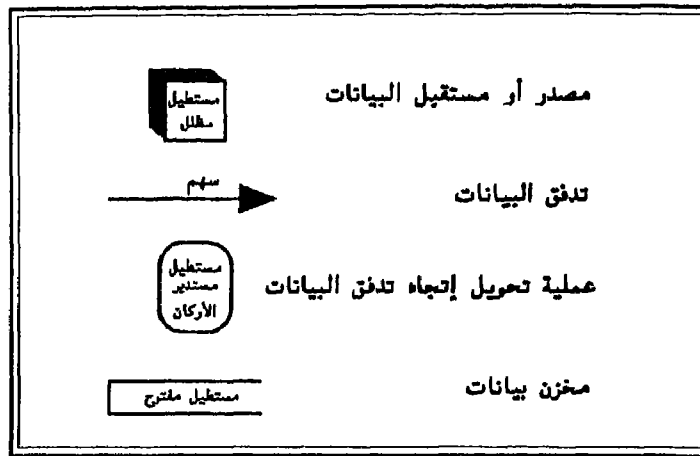 مصدر أو مستقبل البيانات
مستطيل
مظلل
تدفق البيانات
سهم
عملية تحويل إتجاه تدفق البيانات
مستطيل
مستدير
الأركان
مخزن بيانات
مستطيل مفترح